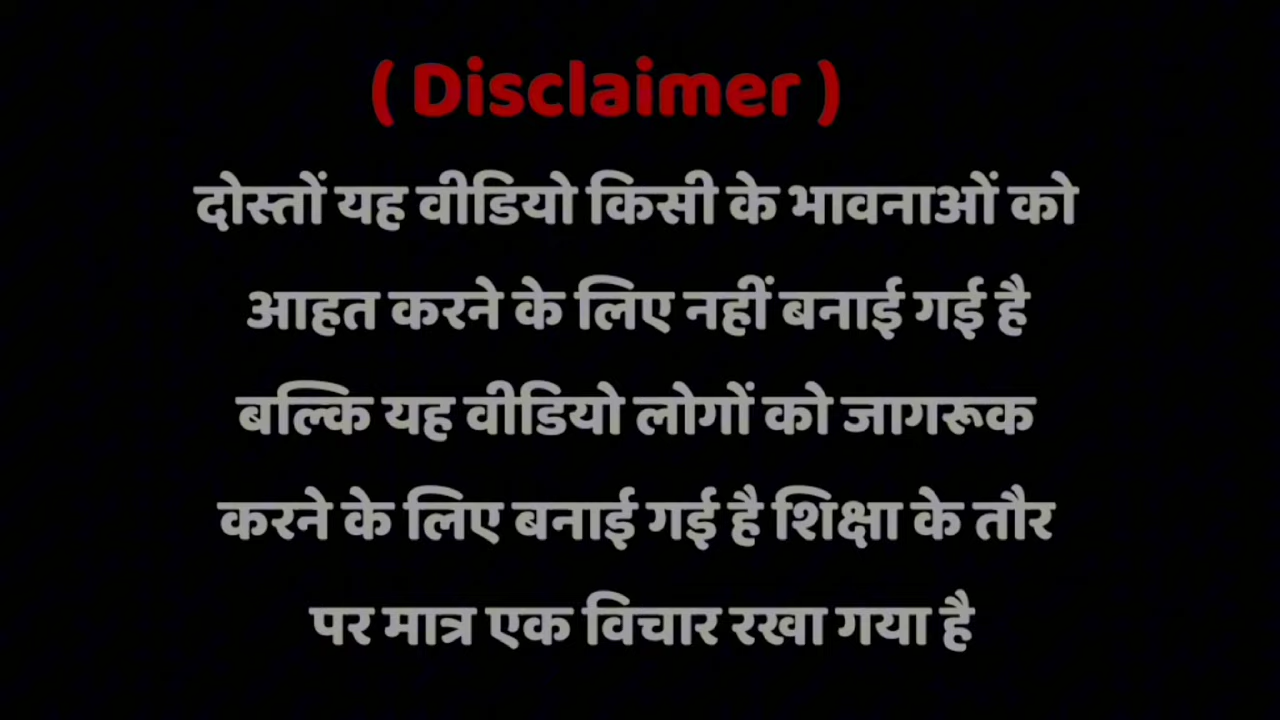 ( Disclaimer )
दोस्तों यह वीडियो किसी के भावनाओं को
आहत करने के लिए नहीं बनाई गई है
बल्कि यह वीडियो लोगों को जागरूक
करने के लिए बनाई गई है शिक्षा के तौर
पर मात्र एक विचार रखा गया है